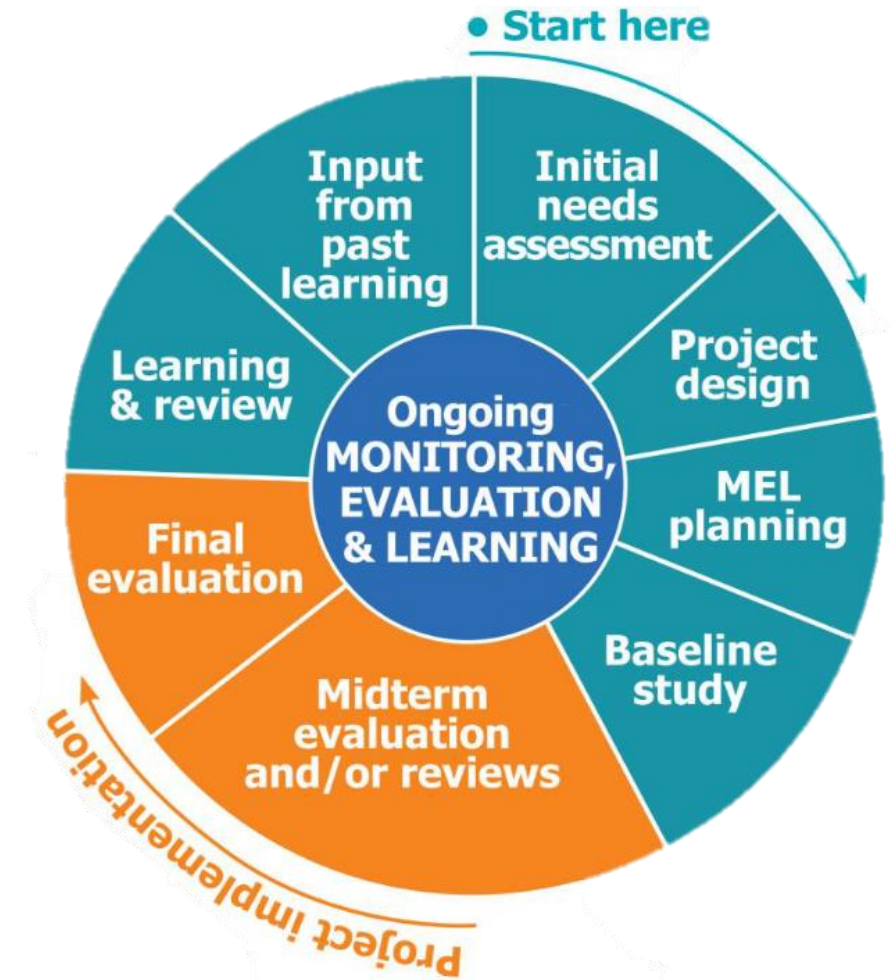 • Start here
Initial
needs
assessment
Project
design
MEL
planning
Baseline
study
Midterm
evaluation
and/or reviews
Final
evaluation
Learning
& review
Input
from
past
learning
Ongoing
MONITORING,
EVALUATION
& LEARNING
Project implementation